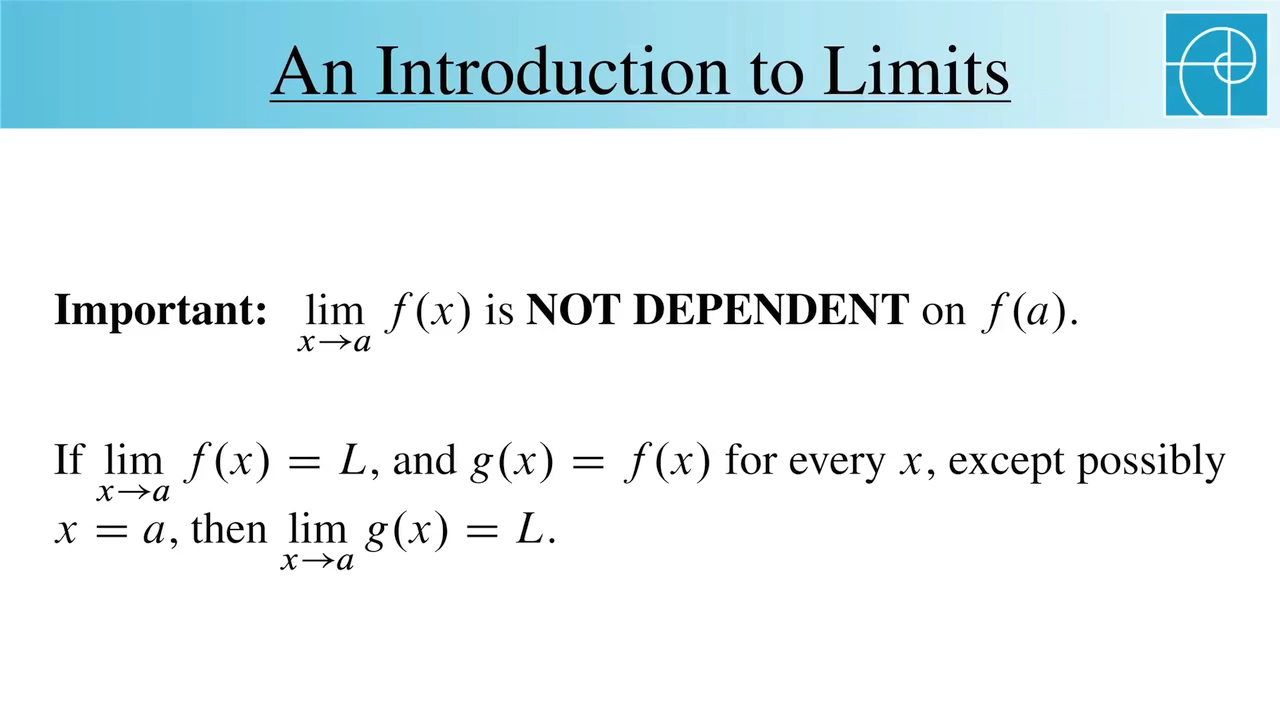 An Introduction to Limits
Important: lim f(x) is NOT DEPENDENT on f(a).
x→a
If lim f(x) = L, and g(x) = f(x) for every x, except possibly
x→a
x = a, then lim g(x) = L.
x→a